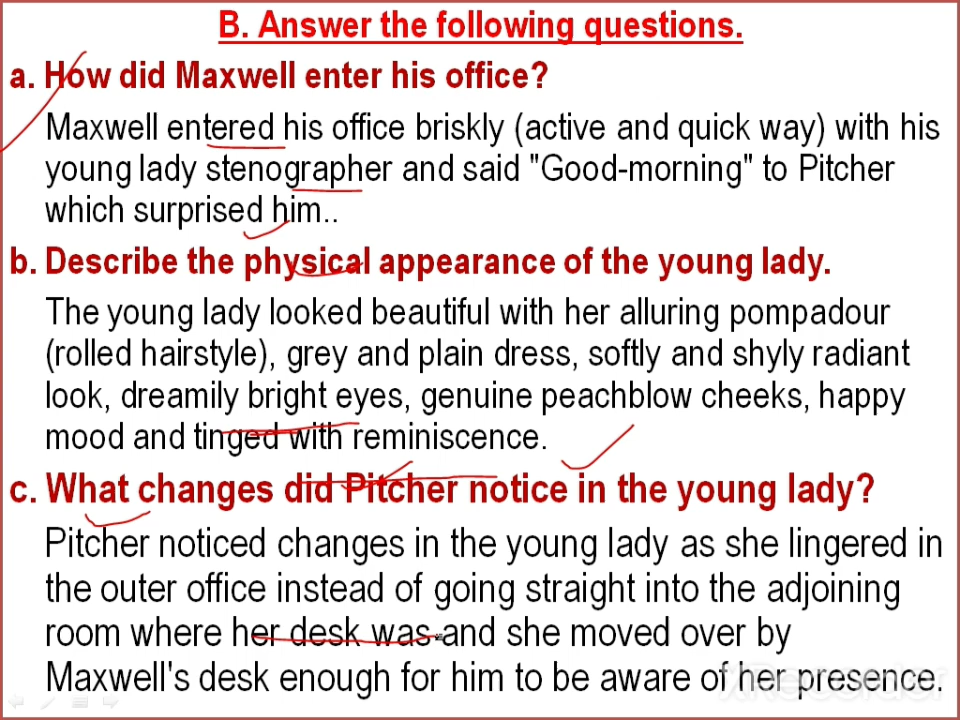 B. Answer the following questions.
a. How did Maxwell enter his office?
Maxwell entered his office briskly (active and quick way) with his
young lady stenographer and said "Good-morning" to Pitcher
which surprised him..
b. Describe the physical appearance of the young lady.
The young lady looked beautiful with her alluring pompadour
(rolled hairstyle), grey and plain dress, softly and shyly radiant
look, dreamily bright eyes, genuine peachblow cheeks, happy
mood and tinged with reminiscence.
c. What changes did Pitcher notice in the young lady?
Pitcher noticed changes in the young lady as she lingered in
the outer office instead of going straight into the adjoining
room where her desk was and she moved over by
Maxwell's desk enough for him to be aware of her presence.
XRecorder